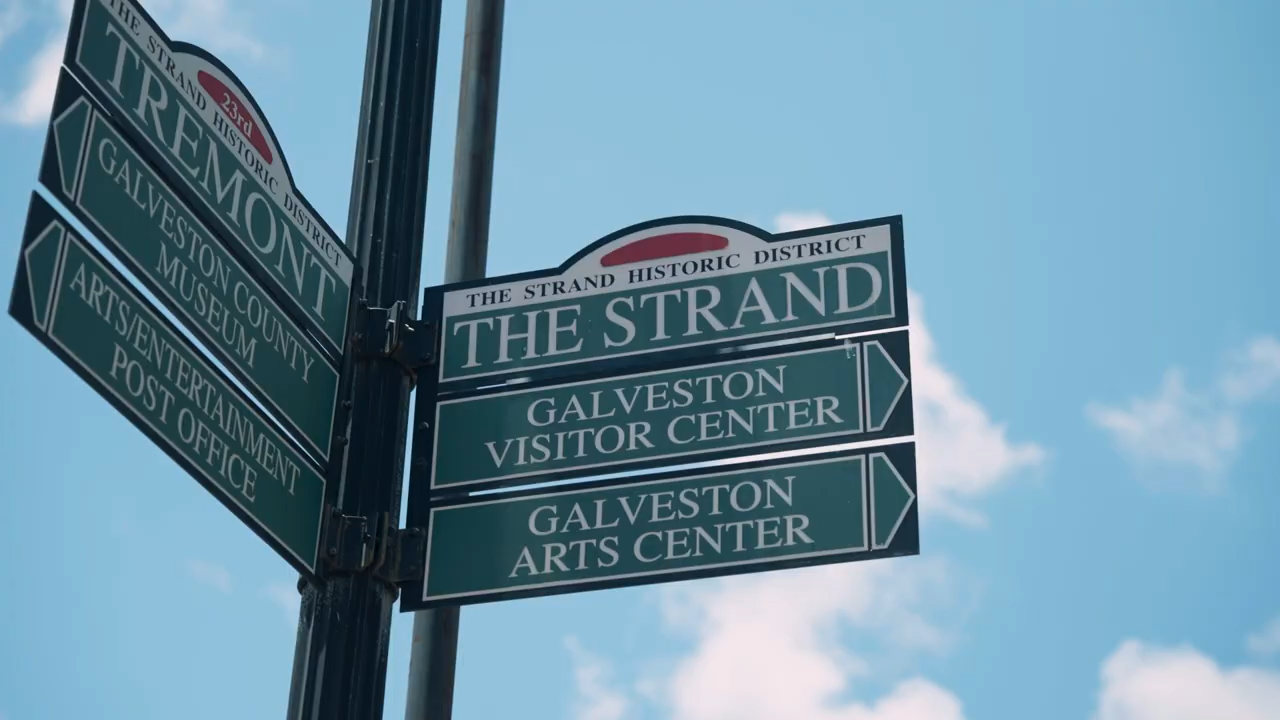 THE STRAND HISTORIC DISTRICT
23rd
TREMONT
GALVESTON COUNTY
MUSEUM
ARTS/ENTERTAINMENT
POST OFFICE
THE STRAND HISTORIC DISTRICT
THE STRAND
GALVESTON
VISITOR CENTER
GALVESTON
ARTS CENTER